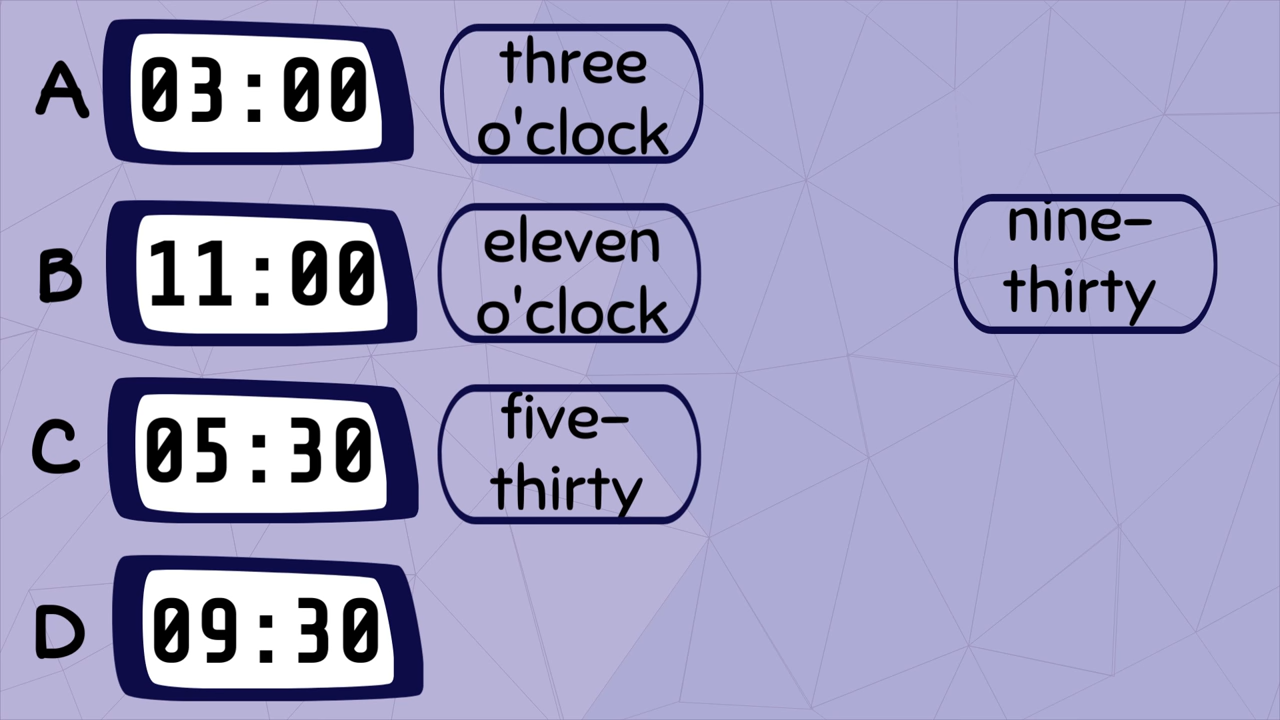 A 03:00 three
o'clock
B 11:00 eleven
o'clock
nine-
thirty
C 05:30 five-
thirty
D 09:30